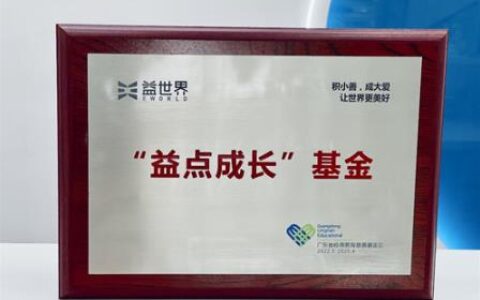 益世界
EWORLD
积小善，成大爱
让世界更美好
“益点成长”基金
Guangdong
Lingnan
Educational